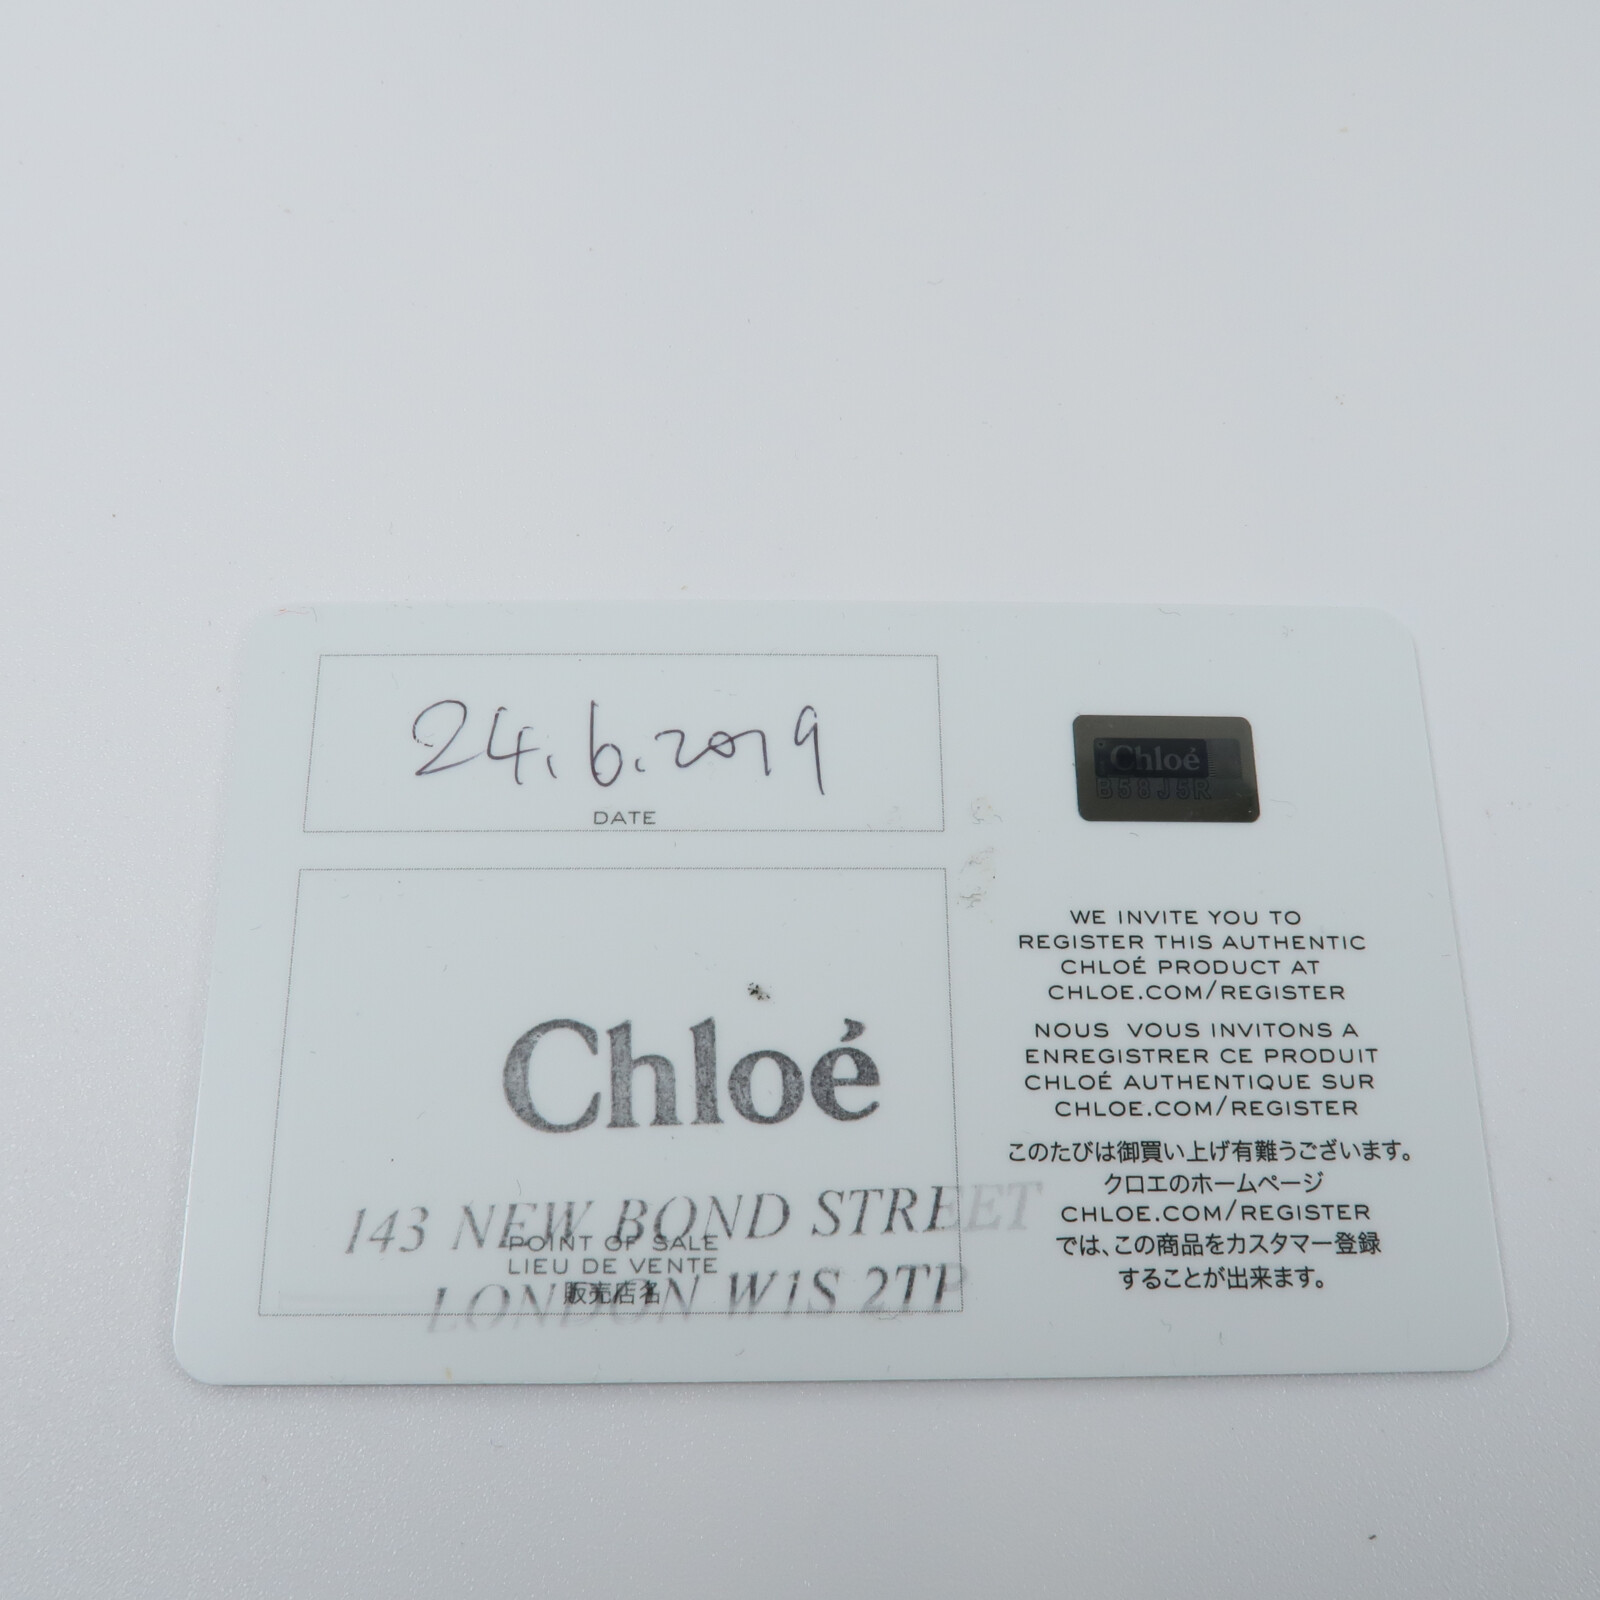 24.6.2019
DATE
Chloé
143 NEW BOND STREET
POINT OF SALE
LIEU DE VENTE
販売店名
LONDON W1S 2TP
Chloé
B58J5R
WE INVITE YOU TO
REGISTER THIS AUTHENTIC
CHLOÉ PRODUCT AT
CHLOE.COM/REGISTER
NOUS VOUS INVITONS A
ENREGISTRER CE PRODUIT
CHLOÉ AUTHENTIQUE SUR
CHLOE.COM/REGISTER
このたびは御買い上げ有難うございます。
クロエのホームページ
CHLOE.COM/REGISTER
では、この商品をカスタマー登録
することが出来ます。